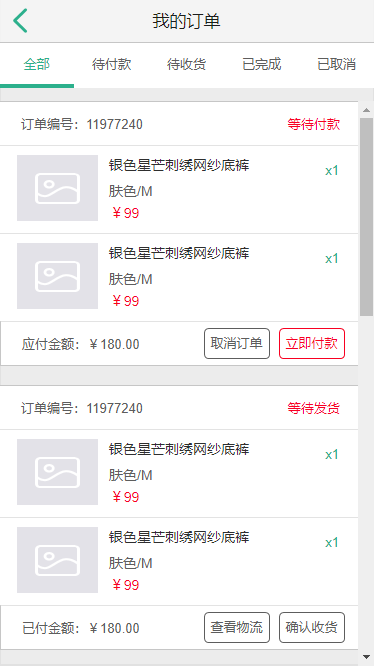 我的订单
全部 待付款 待收货 已完成 已取消
订单编号：11977240 等待付款
银色星芒刺绣网纱底裤 x1
肤色/M
￥99
银色星芒刺绣网纱底裤 x1
肤色/M
￥99
应付金额：￥180.00 取消订单 立即付款
订单编号：11977240 等待发货
银色星芒刺绣网纱底裤 x1
肤色/M
￥99
银色星芒刺绣网纱底裤 x1
肤色/M
￥99
已付金额：￥180.00 查看物流 确认收货